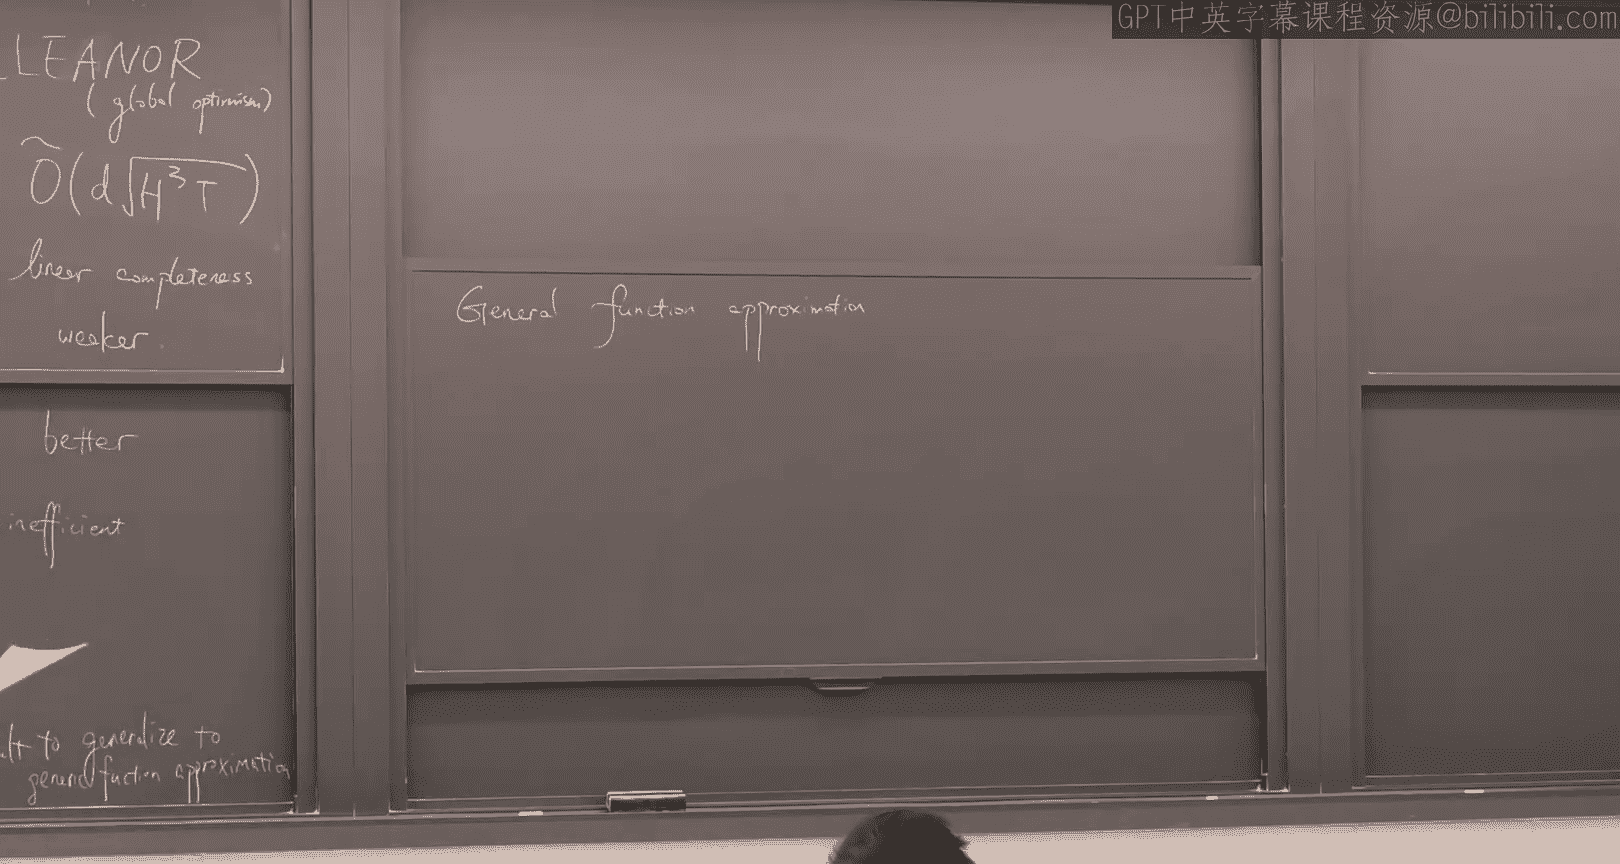 GPT中英字幕课程资源@bilibili.com
LEANOR
(global optimism)
Õ(d√H³T)
linear completeness
weaker.
better
inefficient
to generalize to
general function approximation
General function approximation